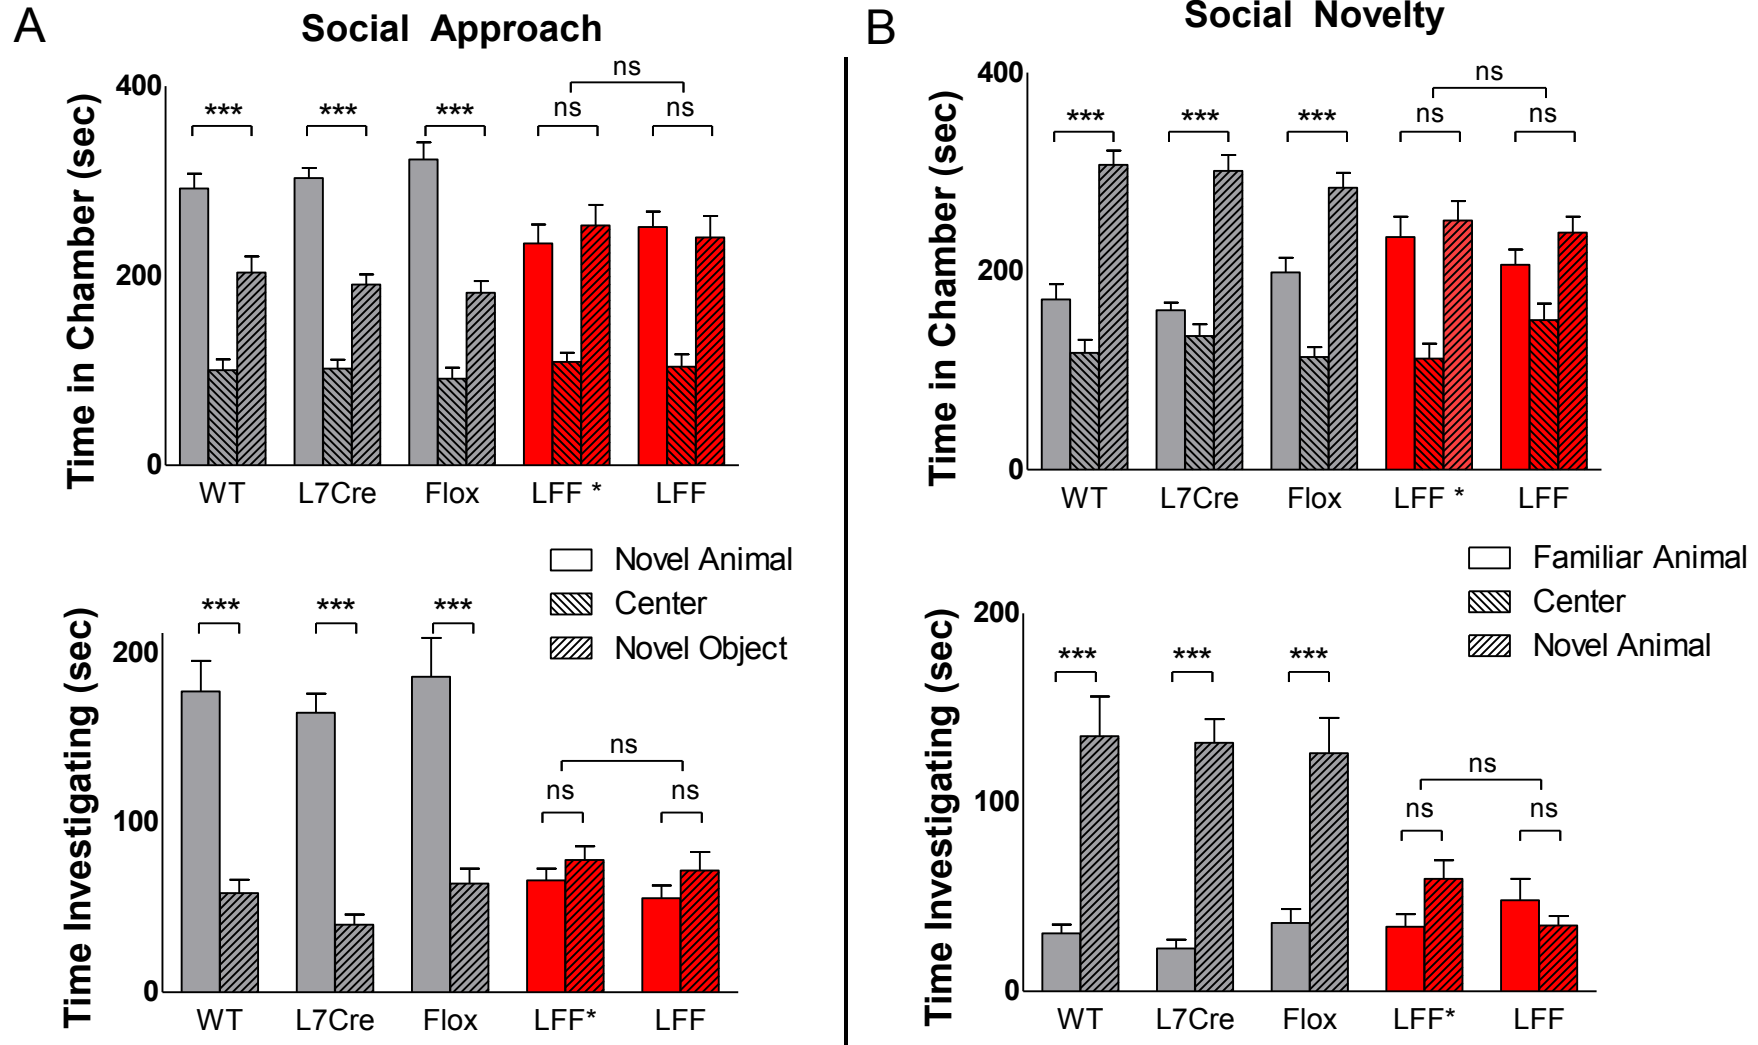 A
Social Approach
Time in Chamber (sec)
400
200
0
***
***
***
ns
ns
ns
WT
L7Cre
Flox
LFF *
LFF
Novel Animal
Center
Novel Object
Time Investigating (sec)
200
100
0
***
***
***
ns
ns
ns
WT
L7Cre
Flox
LFF*
LFF
B
Social Novelty
Time in Chamber (sec)
400
200
0
***
***
***
ns
ns
ns
WT
L7Cre
Flox
LFF *
LFF
Familiar Animal
Center
Novel Animal
Time Investigating (sec)
200
100
0
***
***
***
ns
ns
ns
WT
L7Cre
Flox
LFF*
LFF